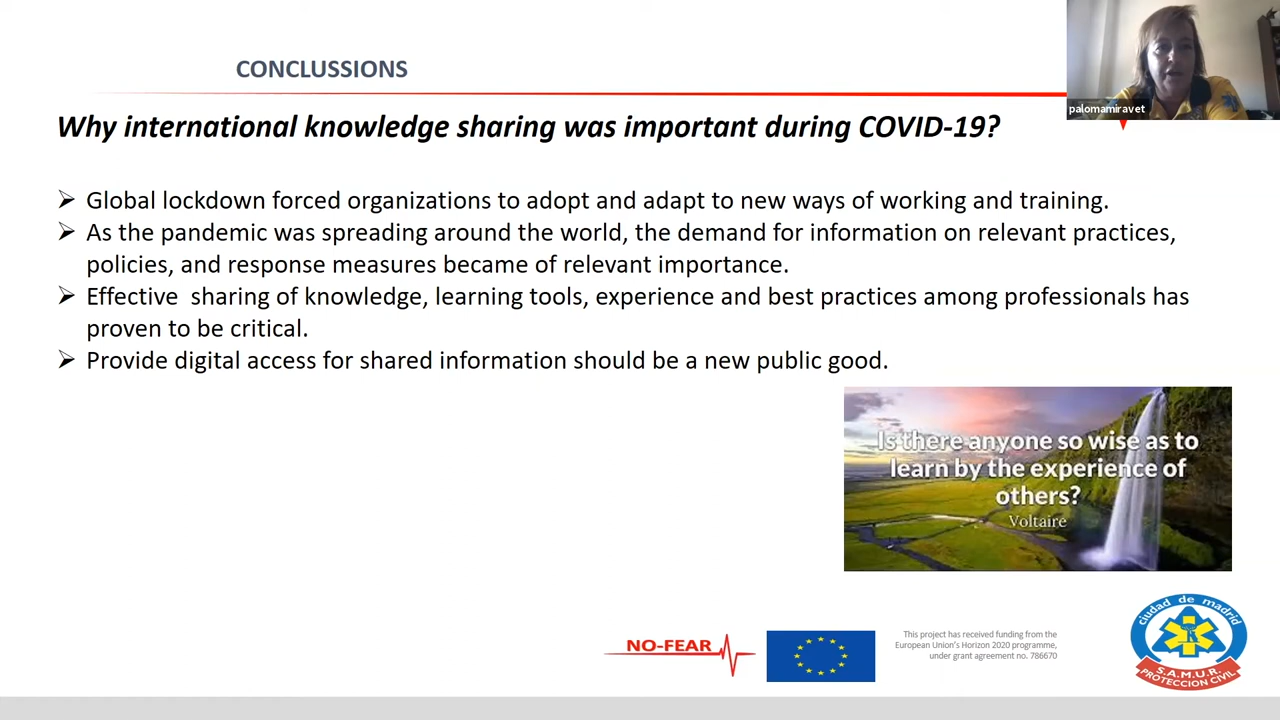 CONCLUSSIONS
palomamiravet
Why international knowledge sharing was important during COVID-19?
Global lockdown forced organizations to adopt and adapt to new ways of working and training.
As the pandemic was spreading around the world, the demand for information on relevant practices,
policies, and response measures became of relevant importance.
Effective sharing of knowledge, learning tools, experience and best practices among professionals has
proven to be critical.
Provide digital access for shared information should be a new public good.
Is there anyone so wise as to
learn by the experience of
others?
Voltaire
NO-FEAR
This project has received funding from the
European Union's Horizon 2020 programme,
under grant agreement no. 786670
ciudad de madrid
S.A.M.U.R.
PROTECCION CIVIL